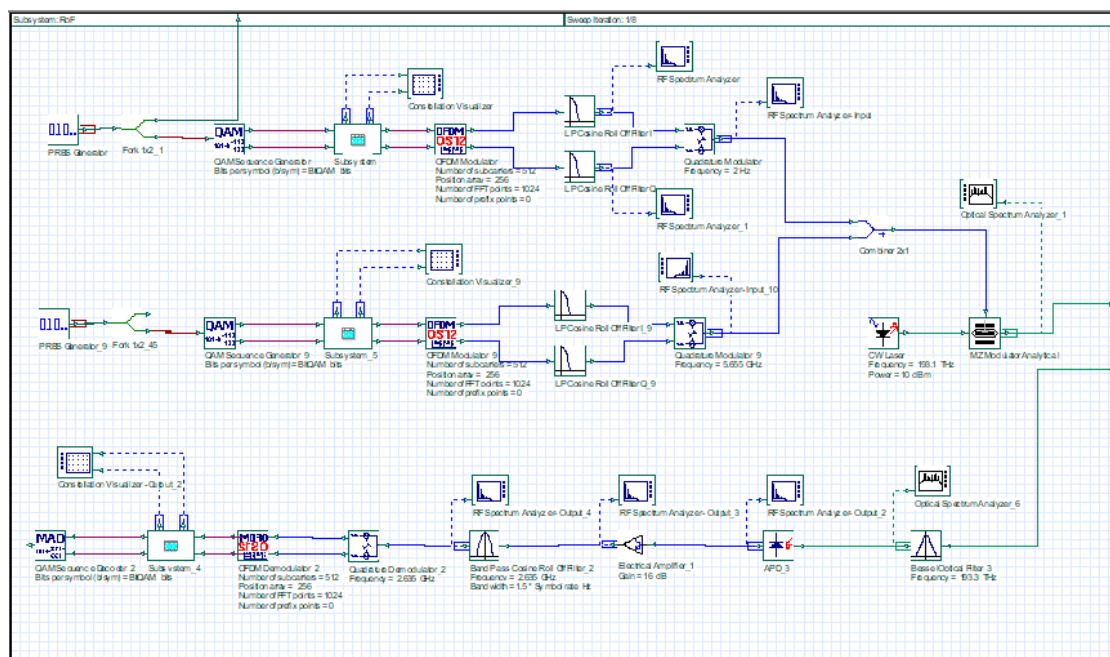 Subsystem: RoF
Sweep Iteration: 1/8
RF Spectrum Analyzer
Constellation Visualizer
RF Spectrum Analyzer- Input
PRBS Generator
Fork 1x2_1
QAM
QAM Sequence Generator
Bits per symbol (b/sym) = BitQAM bits
Subsystem
OFDM
OFDM Modulator
Number of subcarriers = 512
Position array = 256
Number of FFT points = 1024
Number of prefix points = 0
LP Cosine Roll Off Filter I
LP Cosine Roll Off Filter Q
Quadrature Modulator
Frequency = 2 Hz
RF Spectrum Analyzer_1
Optical Spectrum Analyzer_1
Combiner 2x1
Constellation Visualizer_9
RF Spectrum Analyzer-Input_10
PRBS Generator_9
Fork 1x2_45
QAM
QAM Sequence Generator 9
Bits per symbol (b/sym) = BitQAM bits
Subsystem_5
OFDM
OFDM Modulator 9
Number of subcarriers = 512
Position array = 256
Number of FFT points = 1024
Number of prefix points = 0
LP Cosine Roll Off Filter I_9
LP Cosine Roll Off Filter Q_9
Quadrature Modulator 9
Frequency = 5.655 GHz
CW Laser
Frequency = 193.1 THz
Power = 10 dBm
MZ Modulator Analytical
Constellation Visualizer - Output_2
RF Spectrum Analyzer- Output_4
RF Spectrum Analyzer- Output_3
RF Spectrum Analyzer- Output_2
Optical Spectrum Analyzer_6
QAM Sequence Decoder 2
Bits per symbol (b/sym) = BitQAM bits
Subsystem_4
OFDM Demodulator 2
Number of subcarriers = 512
Position array = 256
Number of FFT points = 1024
Number of prefix points = 0
Quadrature Demodulator_2
Frequency = 2.635 GHz
Band Pass Cosine Roll Off Filter_2
Frequency = 2.635 GHz
Bandwidth = 1.5 * Symbol rate Hz
Electrical Amplifier_1
Gain = 16 dB
APD_3
Bessel Optical Filter 3
Frequency = 193.3 THz